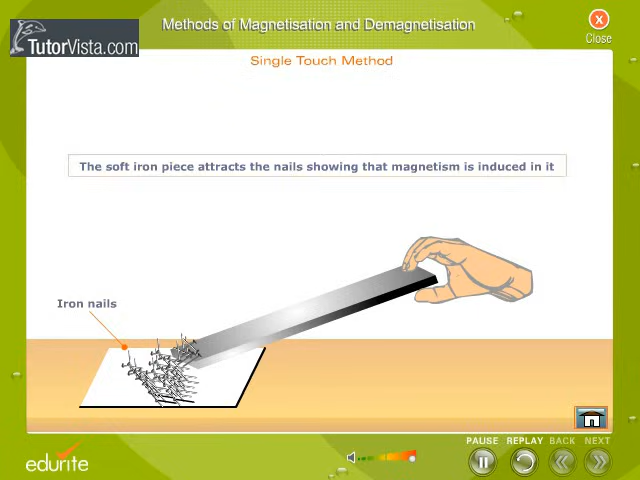 Methods of Magnetisation and Demagnetisation
TutorVista.com
Close
Single Touch Method
The soft iron piece attracts the nails showing that magnetism is induced in it
Iron nails
PAUSE REPLAY BACK NEXT
edurite